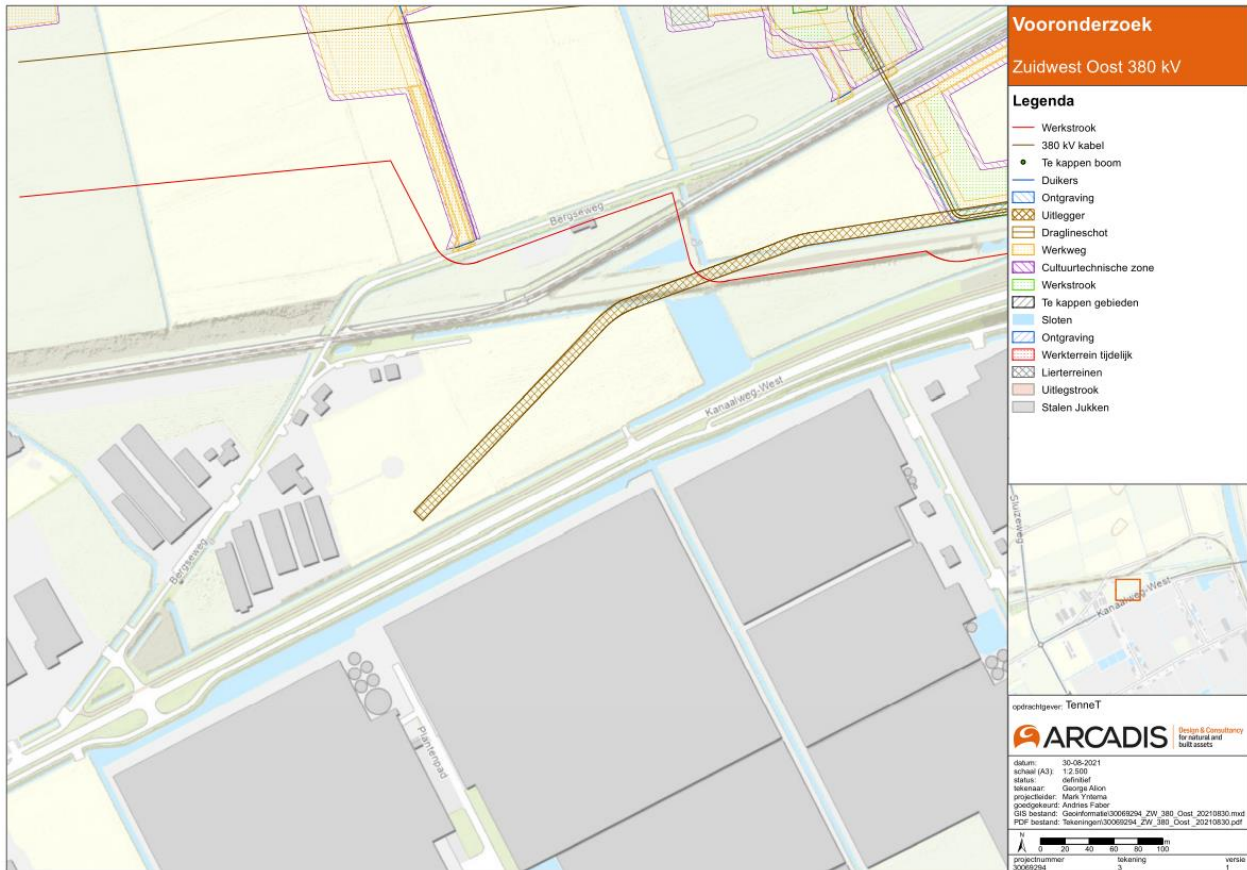 Vooronderzoek
Zuidwest Oost 380 kV
Legenda
Werkstrook
380 kV kabel
Te kappen boom
Duikers
Ontgraving
Uitlegger
Draglineschot
Werkweg
Cultuurtechnische zone
Werkstrook
Te kappen gebieden
Sloten
Ontgraving
Werkterrein tijdelijk
Lierterreinen
Uitlegstrook
Stalen Jukken
Bergseweg
Kanaalweg-West
Bergseweg
Plantenpad
Sluizeweg
Kanaalweg-West
opdrachtgever: TenneT
ARCADIS
Design & Consultancy
for natural and
built assets
datum: 30-08-2021
schaal (A3): 1:2.500
status: definitief
tekenaar: George Alion
projectleider: Mark Yntema
goedgekeurd: Andries Faber
GIS bestand: Geoinformatie\30069294_ZW_380_Oost_20210830.mxd
PDF bestand: Tekeningen\30069294_ZW_380_Oost_20210830.pdf
N
0 20 40 60 80 100 m
projectnummer tekening versie
30069294 3 1